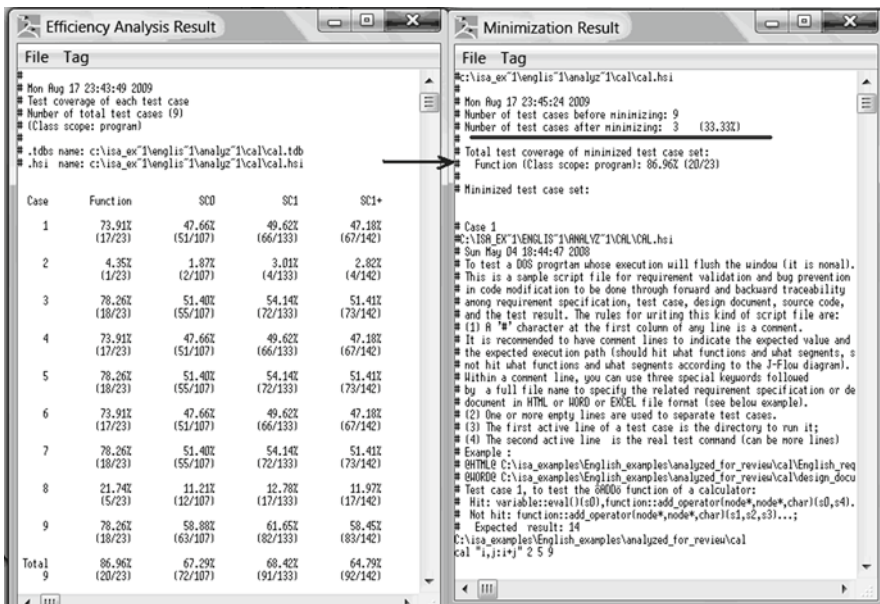 Efficiency Analysis Result
File Tag
#
# Mon Aug 17 23:43:49 2009
# Test coverage of each test case
# Number of total test cases (9)
# (Class scope: program)
#
# .tdbs name: c:\isa_ex~1\englis~1\analyz~1\cal\cal.tdb
# .hsi name: c:\isa_ex~1\englis~1\analyz~1\cal\cal.hsi
Case Function SC0 SC1 SC1+
1 73.91% 47.66% 49.62% 47.18%
(17/23) (51/107) (66/133) (67/142)
2 4.35% 1.87% 3.01% 2.82%
(1/23) (2/107) (4/133) (4/142)
3 78.26% 51.40% 54.14% 51.41%
(18/23) (55/107) (72/133) (73/142)
4 73.91% 47.66% 49.62% 47.18%
(17/23) (51/107) (66/133) (67/142)
5 78.26% 51.40% 54.14% 51.41%
(18/23) (55/107) (72/133) (73/142)
6 73.91% 47.66% 49.62% 47.18%
(17/23) (51/107) (66/133) (67/142)
7 78.26% 51.40% 54.14% 51.41%
(18/23) (55/107) (72/133) (73/142)
8 21.74% 11.21% 12.78% 11.97%
(5/23) (12/107) (17/133) (17/142)
9 78.26% 58.88% 61.65% 58.45%
(18/23) (63/107) (82/133) (83/142)
Total 86.96% 67.29% 68.42% 64.79%
9 (20/23) (72/107) (91/133) (92/142)
Minimization Result
File Tag
#c:\isa_ex~1\englis~1\analyz~1\cal\cal.hsi
#
# Mon Aug 17 23:45:24 2009
# Number of test cases before minimizing: 9
# Number of test cases after minimizing: 3 (33.33%)
#
# Total test coverage of minimized test case set:
# Function (Class scope: program): 86.96% (20/23)
#
# Minimized test case set:
# Case 1
#C:\ISA_EX~1\ENGLIS~1\ANALYZ~1\CAL\CAL.hsi
# Sun May 04 18:44:47 2008
# To test a DOS progrtam whose execution will flush the window (it is nomal).
# This is a sample script file for requirement validation and bug prevention
# in code modification to be done through forward and backward traceability
# among requirement specification, test case, design document, source code,
# and the test result. The rules for writing this kind of script file are:
# (1) A '#' character at the first column of any line is a comment.
# It is recommended to have comment lines to indicate the expected value and
# the expected execution path (should hit what functions and what segments, s
# not hit what functions and what segments according to the J-Flow diagram).
# Within a comment line, you can use three special keywords followed
# by a full file name to specify the related requirement specification or de
# document in HTML or WORD or EXCEL file format (see below example).
# (2) One or more empty lines are used to separate test cases.
# (3) The first active line of a test case is the directory to run it;
# (4) The second active line is the real test command (can be more lines)
# Example :
# @HTML@ C:\isa_examples\English_examples\analyzed_for_review\cal\English_req
# @WORD@ C:\isa_examples\English_examples\analyzed_for_review\cal\design_docu
# Test case 1, to test the öADDö function of a calculator:
# Hit: variable::eval()(s0),function::add_operator(node*,node*,char)(s0,s4).
# Not hit: function::add_operator(node*,node*,char)(s1,s2,s3)...;
# Expected result: 14
C:\isa_examples\English_examples\analyzed_for_review\cal
cal "i,j:i+j" 2 5 9